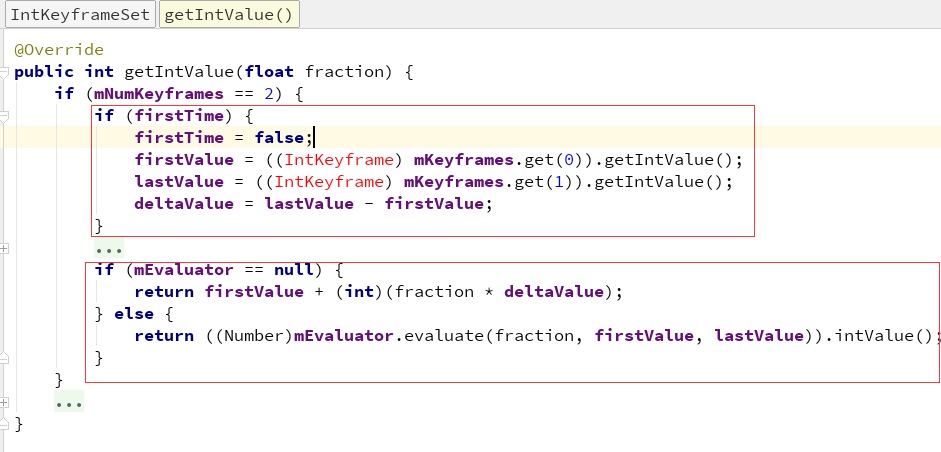 IntKeyframeSet getIntValue()
@Override
public int getIntValue(float fraction) {
if (mNumKeyframes == 2) {
if (firstTime) {
firstTime = false;
firstValue = ((IntKeyframe) mKeyframes.get(0)).getIntValue();
lastValue = ((IntKeyframe) mKeyframes.get(1)).getIntValue();
deltaValue = lastValue - firstValue;
}
...
if (mEvaluator == null) {
return firstValue + (int)(fraction * deltaValue);
} else {
return ((Number)mEvaluator.evaluate(fraction, firstValue, lastValue)).intValue();
}
}
...
}